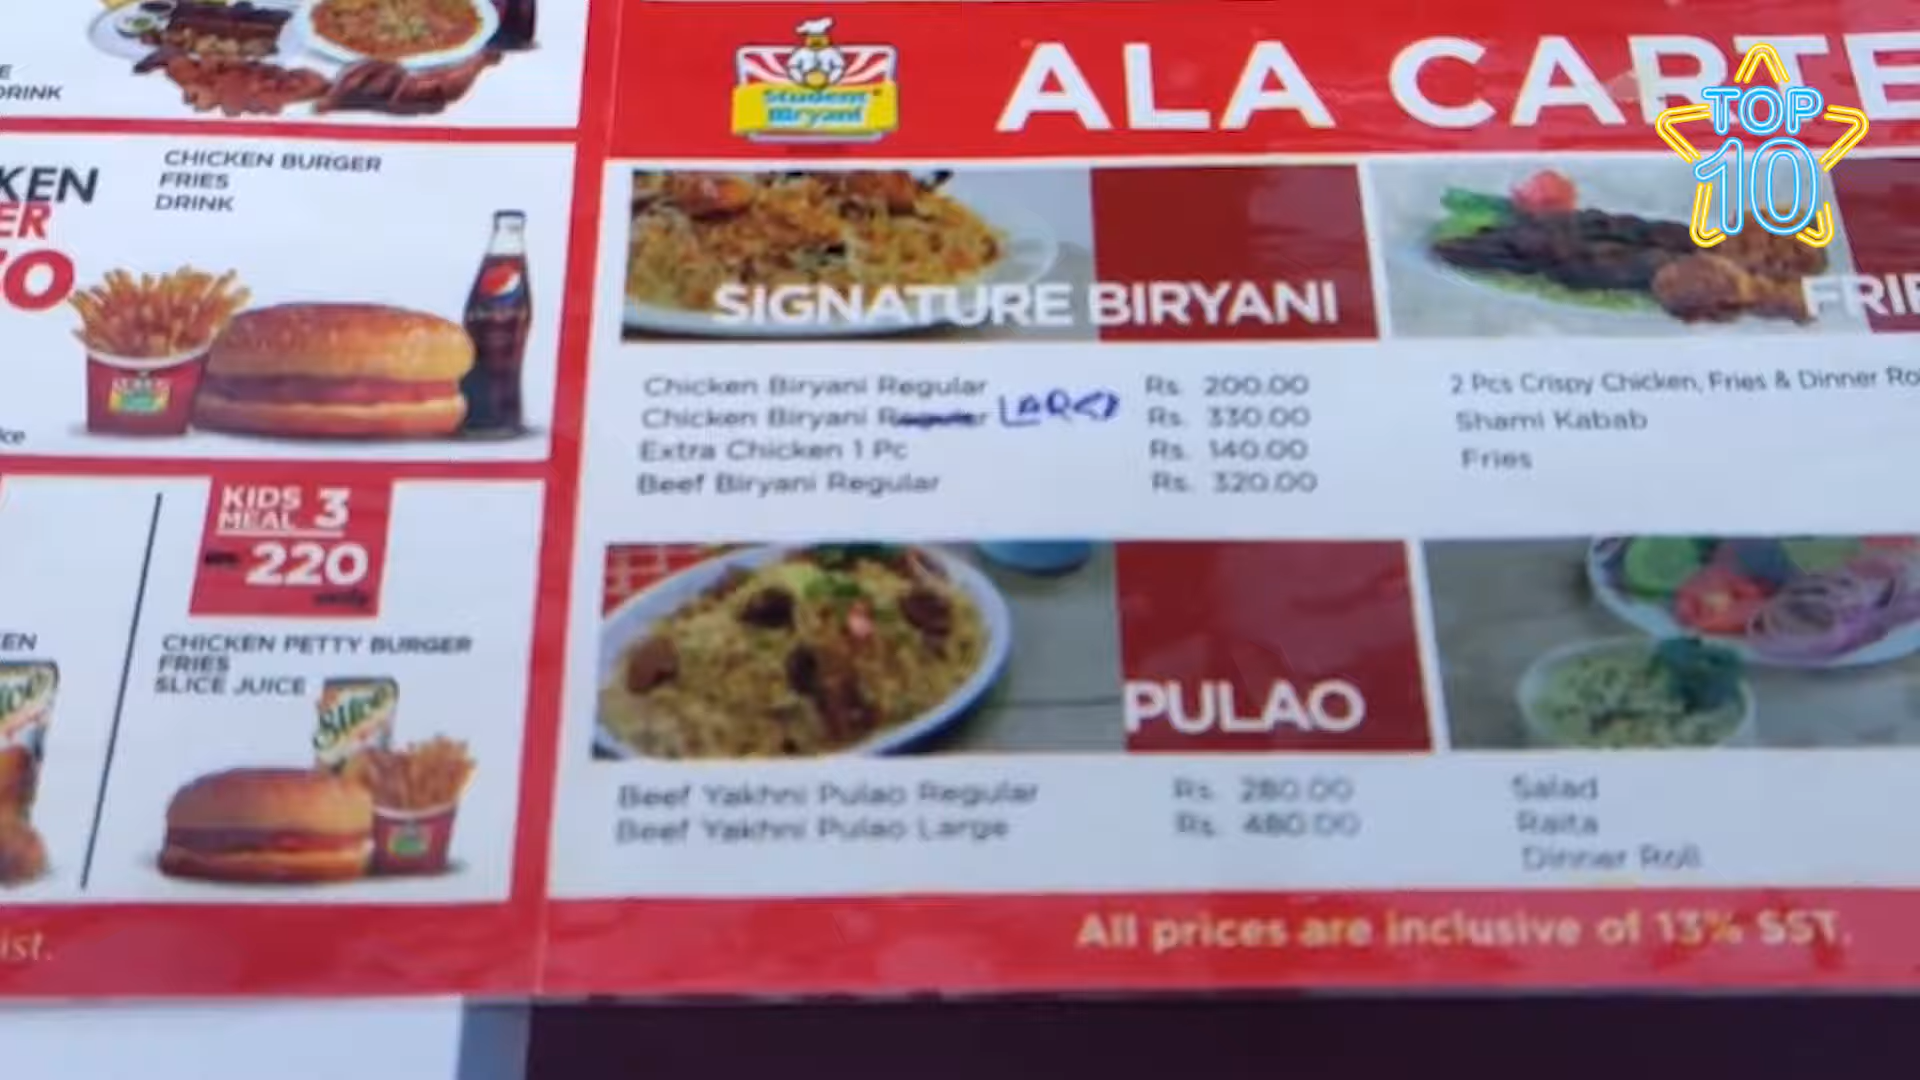 DRINK
CHICKEN BURGER
FRIES
DRINK
KIDS MEAL 3
220
CHICKEN PETTY BURGER
FRIES
SLICE JUICE
Slice
ist.
Student Biryani
ALA CARTE
TOP
10
SIGNATURE BIRYANI
Chicken Biryani Regular Rs. 200.00
Chicken Biryani Regular LARGE Rs. 330.00
Extra Chicken 1 Pc Rs. 140.00
Beef Biryani Regular Rs. 320.00
2 Pcs Crispy Chicken, Fries & Dinner
Shami Kabab
Fries
PULAO
Beef Yakhni Pulao Regular Rs. 280.00
Beef Yakhni Pulao Large Rs. 480.00
Salad
Raita
Dinner Roll
All prices are inclusive of 13% SST.